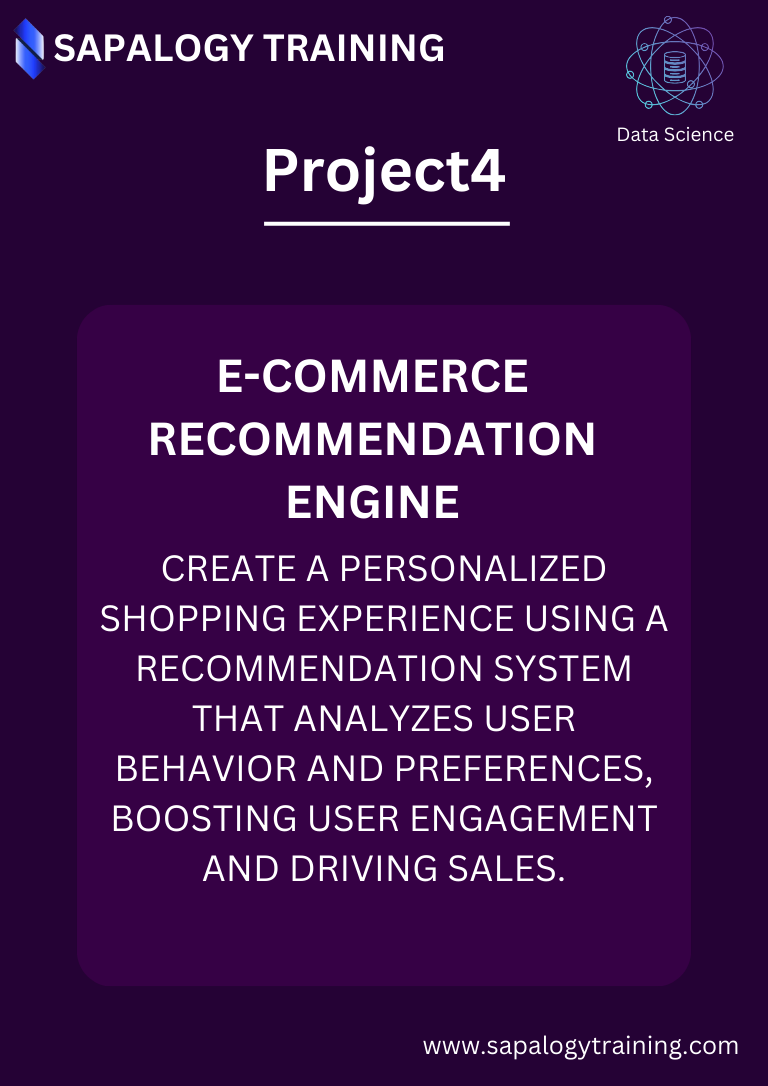 SAPALOGY TRAINING
Data Science
Project4
E-COMMERCE
RECOMMENDATION
ENGINE
CREATE A PERSONALIZED
SHOPPING EXPERIENCE USING A
RECOMMENDATION SYSTEM
THAT ANALYZES USER
BEHAVIOR AND PREFERENCES,
BOOSTING USER ENGAGEMENT
AND DRIVING SALES.
www.sapalogytraining.com